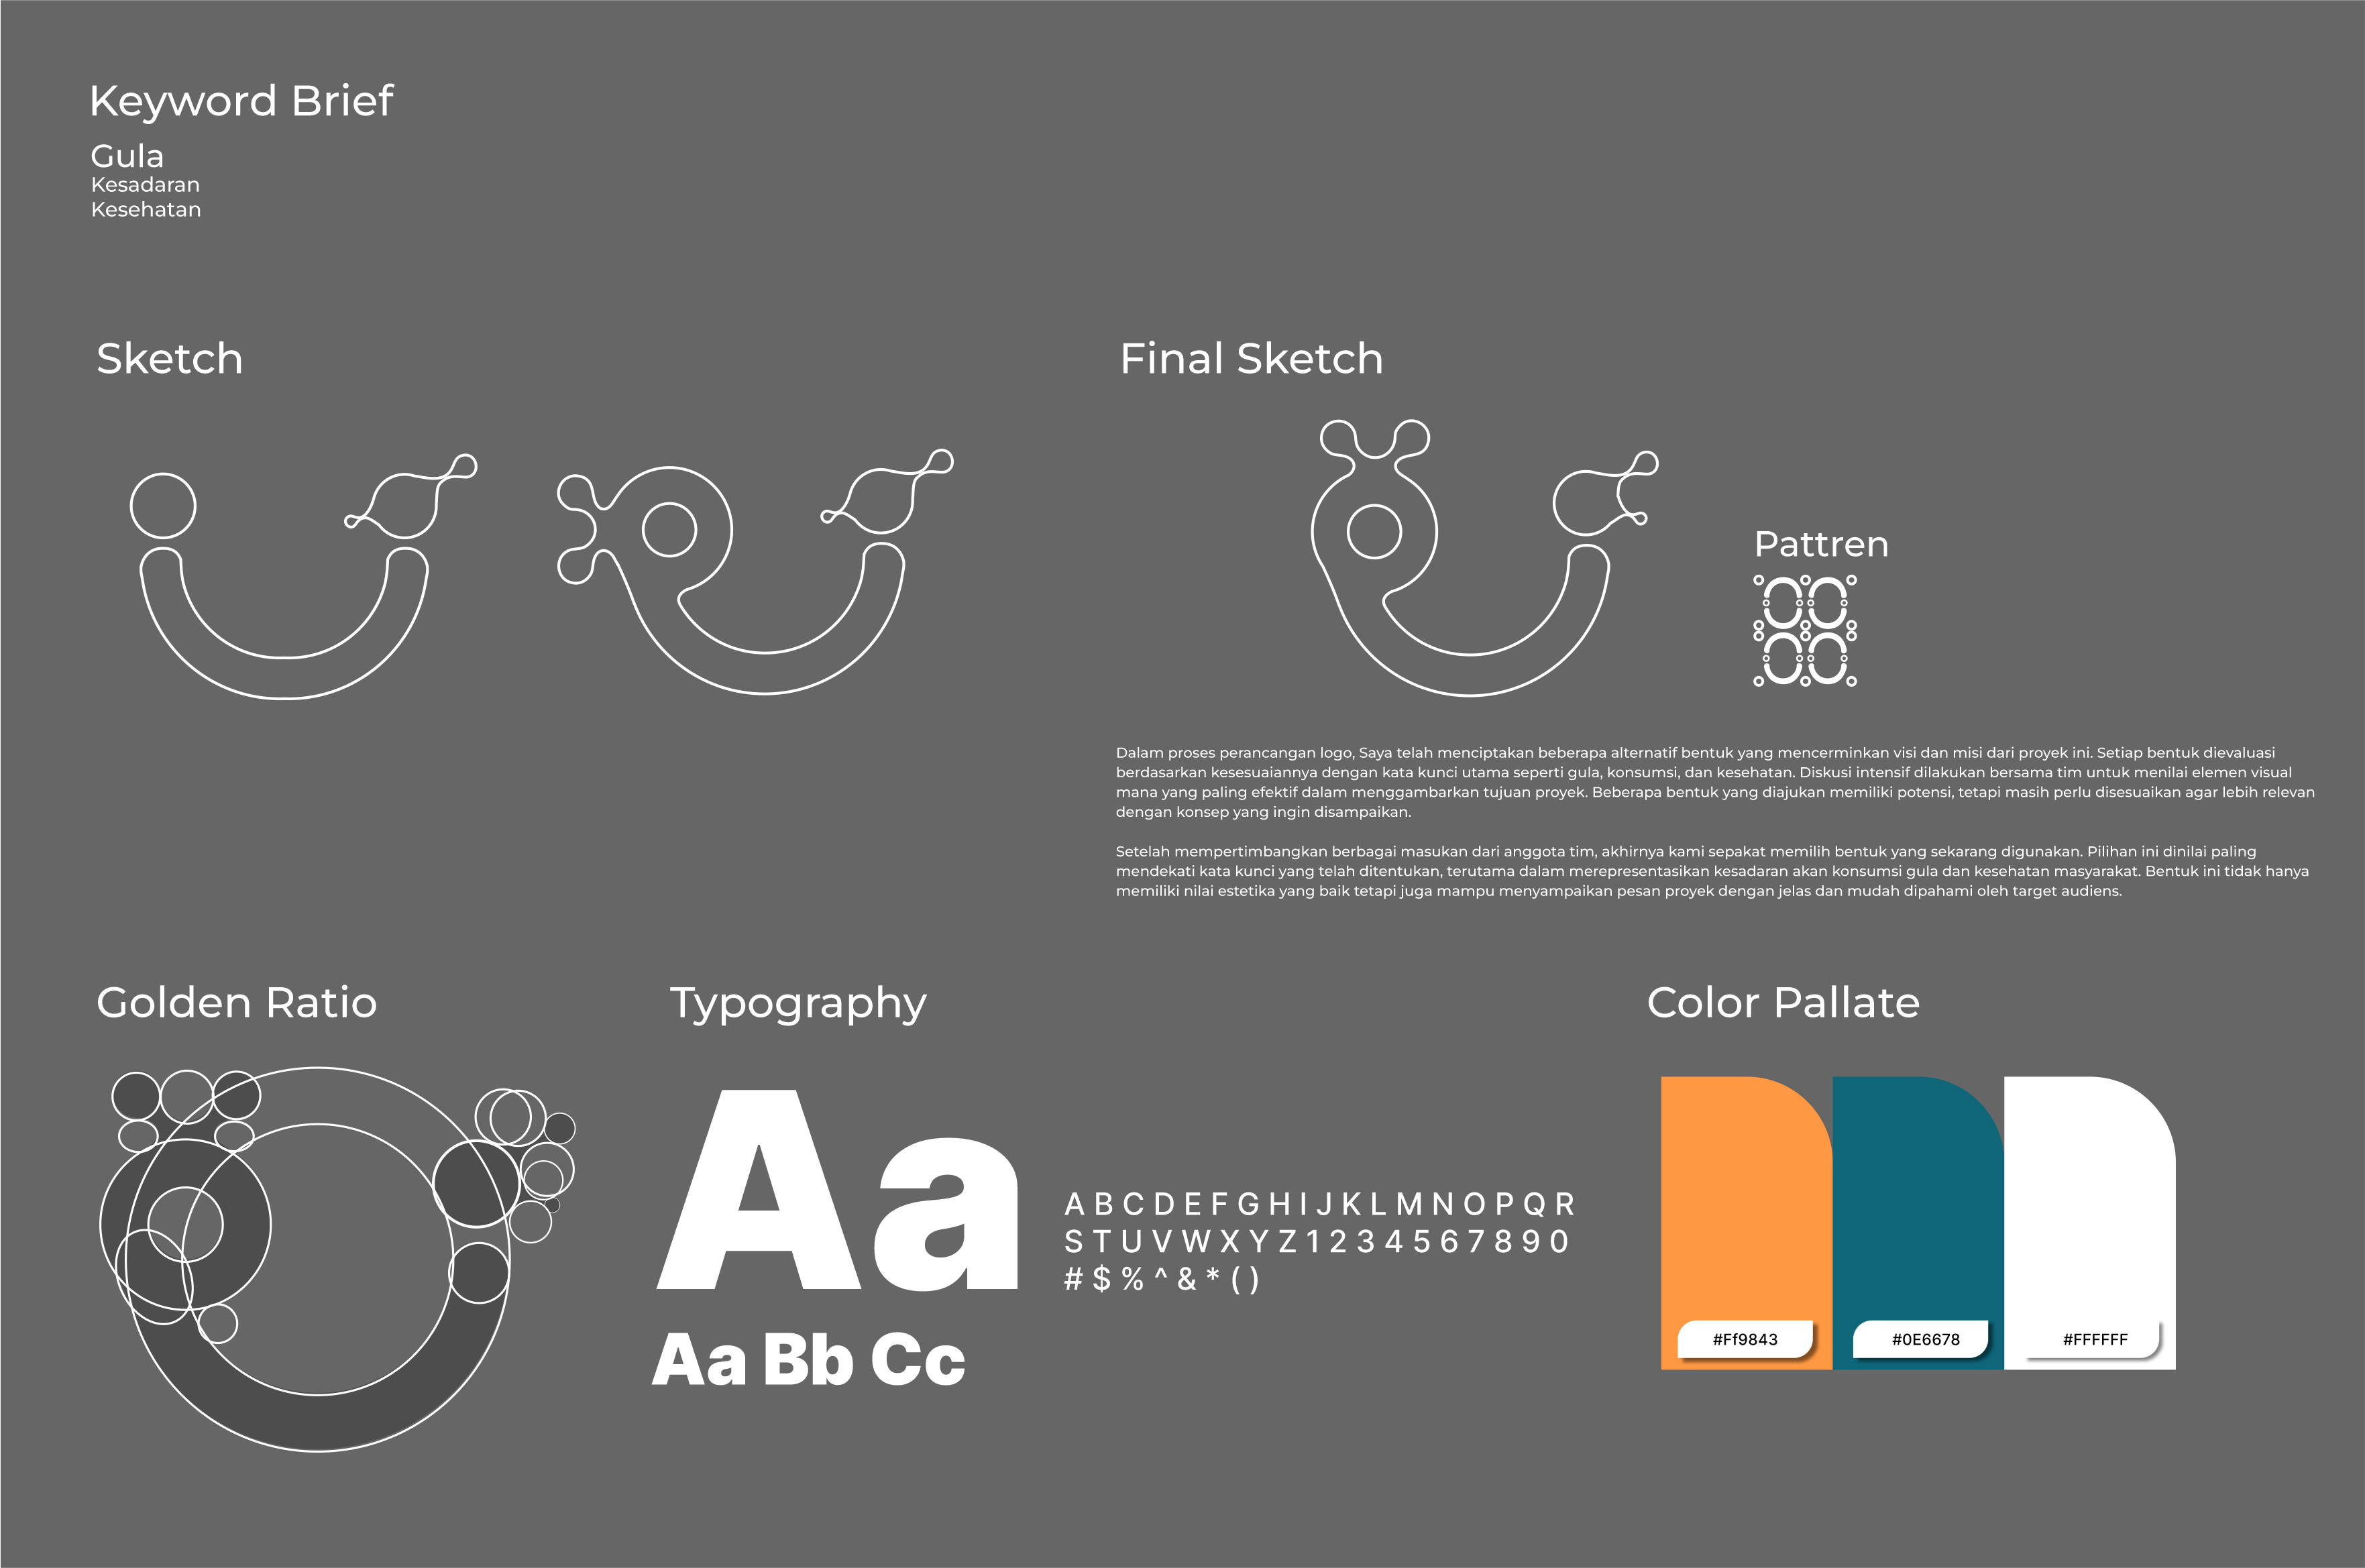 Keyword Brief
Gula
Kesadaran
Kesehatan
Sketch
Final Sketch
Pattren
Dalam proses perancangan logo, Saya telah menciptakan beberapa alternatif bentuk yang mencerminkan visi dan misi dari proyek ini. Setiap bentuk dievaluasi
berdasarkan kesesuaiannya dengan kata kunci utama seperti gula, konsumsi, dan kesehatan. Diskusi intensif dilakukan bersama tim untuk menilai elemen visual
mana yang paling efektif dalam menggambarkan tujuan proyek. Beberapa bentuk yang diajukan memiliki potensi, tetapi masih perlu disesuaikan agar lebih relevan
dengan konsep yang ingin disampaikan.
Setelah mempertimbangkan berbagai masukan dari anggota tim, akhirnya kami sepakat memilih bentuk yang sekarang digunakan. Pilihan ini dinilai paling
mendekati kata kunci yang telah ditentukan, terutama dalam merepresentasikan kesadaran akan konsumsi gula dan kesehatan masyarakat. Bentuk ini tidak hanya
memiliki nilai estetika yang baik tetapi juga mampu menyampaikan pesan proyek dengan jelas dan mudah dipahami oleh target audiens.
Golden Ratio
Typography
Aa
Aa Bb Cc
A B C D E F G H I J K L M N O P Q R
S T U V W X Y Z 1 2 3 4 5 6 7 8 9 0
# $ % ^ & * ( )
Color Pallate
#Ff9843
#0E6678
#FFFFFF